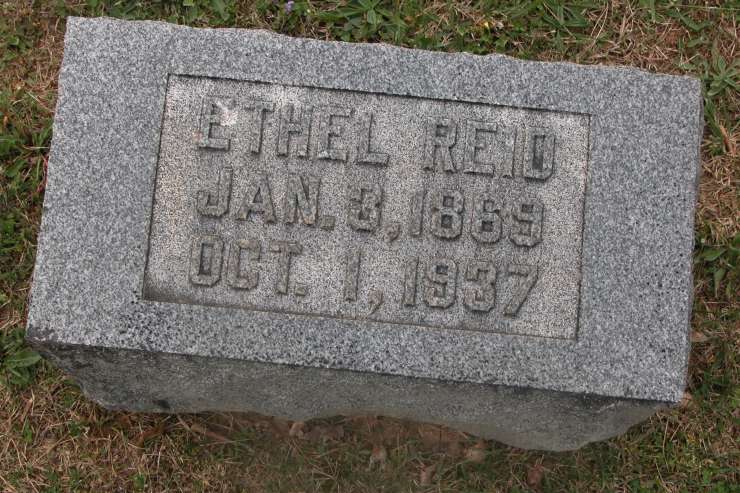 ETHEL REID
JAN. 3, 1889
OCT. 1, 1937